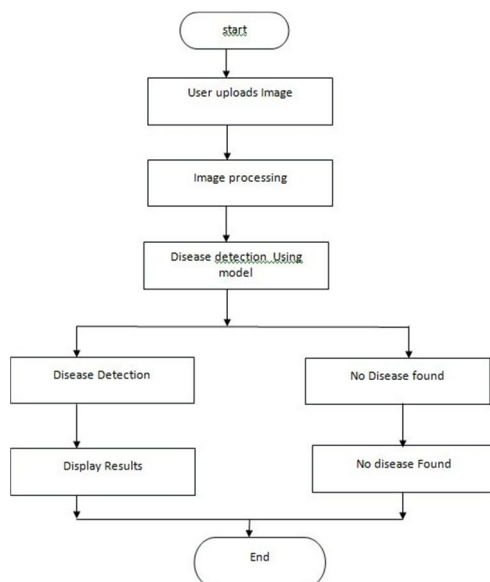 start
User uploads Image
Image processing
Disease detection Using
model
Disease Detection
No Disease found
Display Results
No disease Found
End